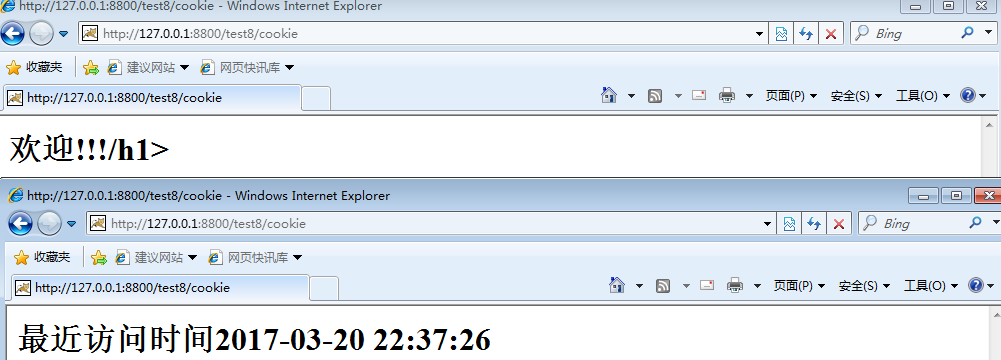 http://127.0.0.1:8800/test8/cookie - Windows Internet Explorer
http://127.0.0.1:8800/test8/cookie Bing
收藏夹 建议网站 网页快讯库
http://127.0.0.1:8800/test8/cookie 页面(P) 安全(S) 工具(O)
欢迎!!!/h1>
http://127.0.0.1:8800/test8/cookie - Windows Internet Explorer
http://127.0.0.1:8800/test8/cookie Bing
收藏夹 建议网站 网页快讯库
http://127.0.0.1:8800/test8/cookie 页面(P) 安全(S) 工具(O)
最近访问时间2017-03-20 22:37:26